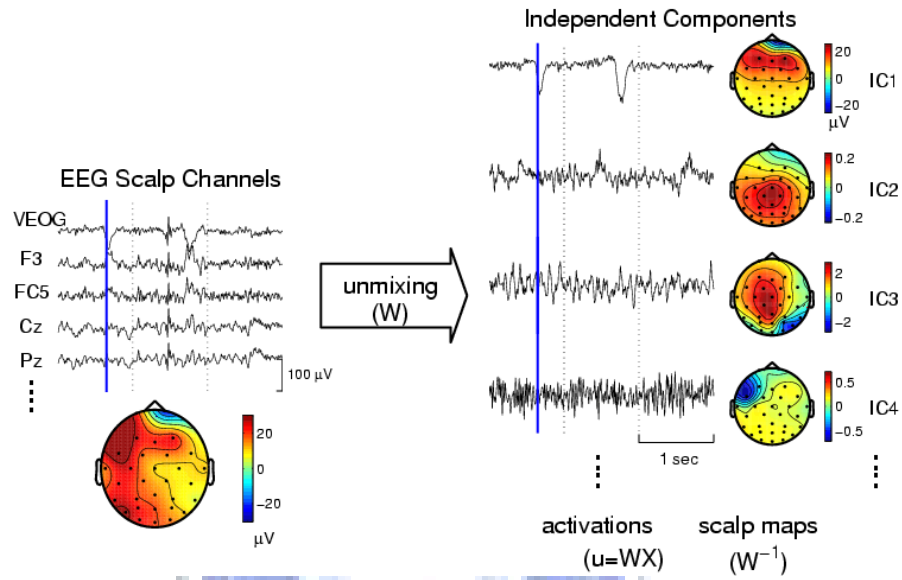 Independent Components
20
0
−20
µV
IC1
0.2
0
−0.2
IC2
2
0
−2
IC3
0.5
0
−0.5
IC4
1 sec
activations
(u=WX)
scalp maps
(W⁻¹)
EEG Scalp Channels
VEOG
F3
FC5
Cz
Pz
100 µV
20
0
−20
µV
unmixing
(W)